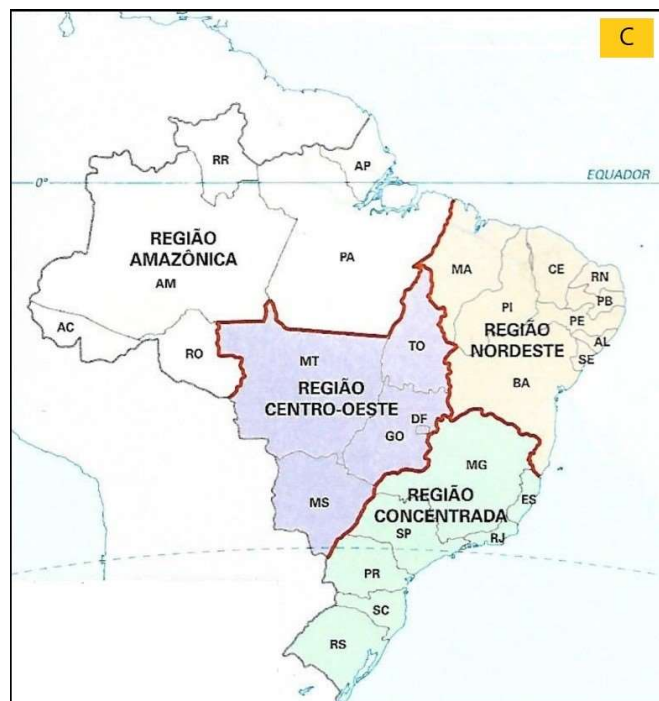 C
RR
AP
0°
EQUADOR
REGIÃO
AMAZÔNICA
AM
PA
MA
CE
RN
PB
PI
PE
AL
SE
REGIÃO
NORDESTE
BA
AC
RO
MT
TO
REGIÃO
CENTRO-OESTE
DF
GO
MS
MG
ES
REGIÃO
CONCENTRADA
SP
RJ
PR
SC
RS